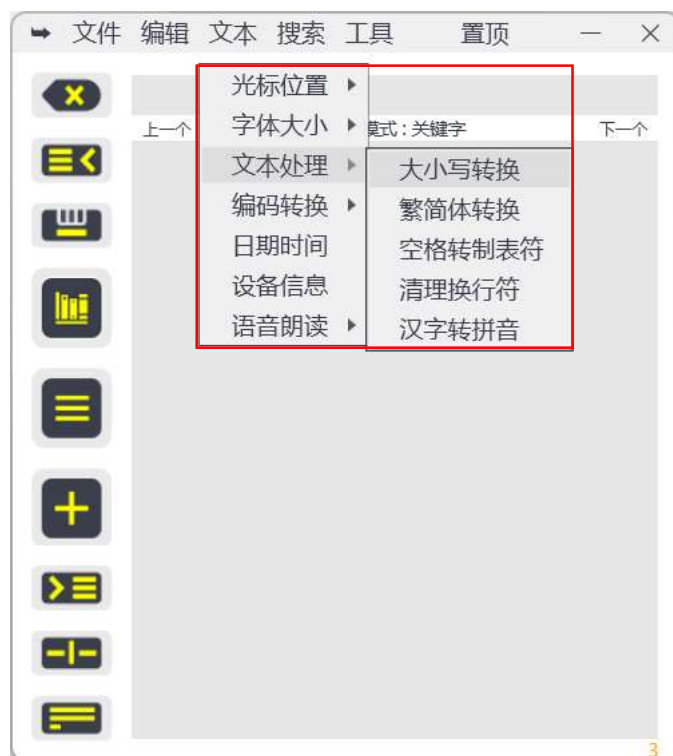 文件 编辑 文本 搜索 工具 置顶
光标位置
上一个 字体大小 模式：关键字 下一个
文本处理 大小写转换
编码转换 繁简体转换
日期时间 空格转制表符
设备信息 清理换行符
语音朗读 汉字转拼音
3